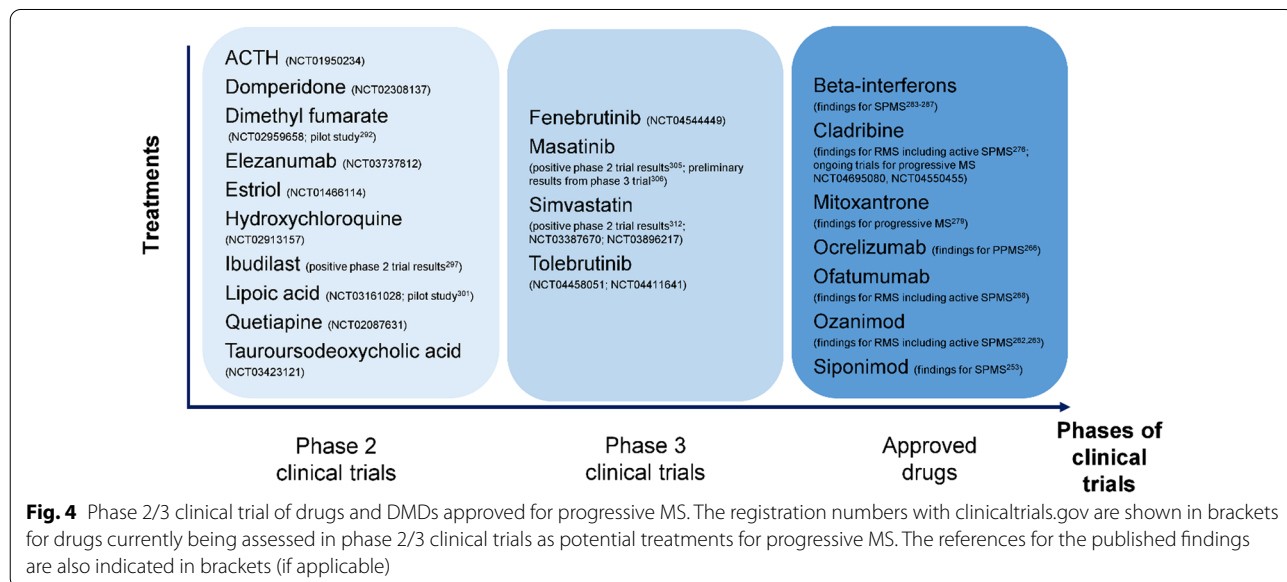 Treatments
ACTH (NCT01950234)
Domperidone (NCT02308137)
Dimethyl fumarate
(NCT02959658; pilot study292)
Elezanumab (NCT03737812)
Estriol (NCT01466114)
Hydroxychloroquine
(NCT02913157)
Ibudilast (positive phase 2 trial results297)
Lipoic acid (NCT03161028; pilot study301)
Quetiapine (NCT02087631)
Tauroursodeoxycholic acid
(NCT03423121)
Fenebrutinib (NCT04544449)
Masatinib
(positive phase 2 trial results305; preliminary
results from phase 3 trial306)
Simvastatin
(positive phase 2 trial results312;
NCT03387670; NCT03896217)
Tolebrutinib
(NCT04458051; NCT04411641)
Beta-interferons
(findings for SPMS283-287)
Cladribine
(findings for RMS including active SPMS276;
ongoing trials for progressive MS
NCT04695080, NCT04550455)
Mitoxantrone
(findings for progressive MS279)
Ocrelizumab (findings for PPMS266)
Ofatumumab
(findings for RMS including active SPMS268)
Ozanimod
(findings for RMS including active SPMS262,263)
Siponimod (findings for SPMS253)
Phase 2
clinical trials
Phase 3
clinical trials
Approved
drugs
Phases of
clinical
trials
Fig. 4 Phase 2/3 clinical trial of drugs and DMDs approved for progressive MS. The registration numbers with clinicaltrials.gov are shown in brackets
for drugs currently being assessed in phase 2/3 clinical trials as potential treatments for progressive MS. The references for the published findings
are also indicated in brackets (if applicable)